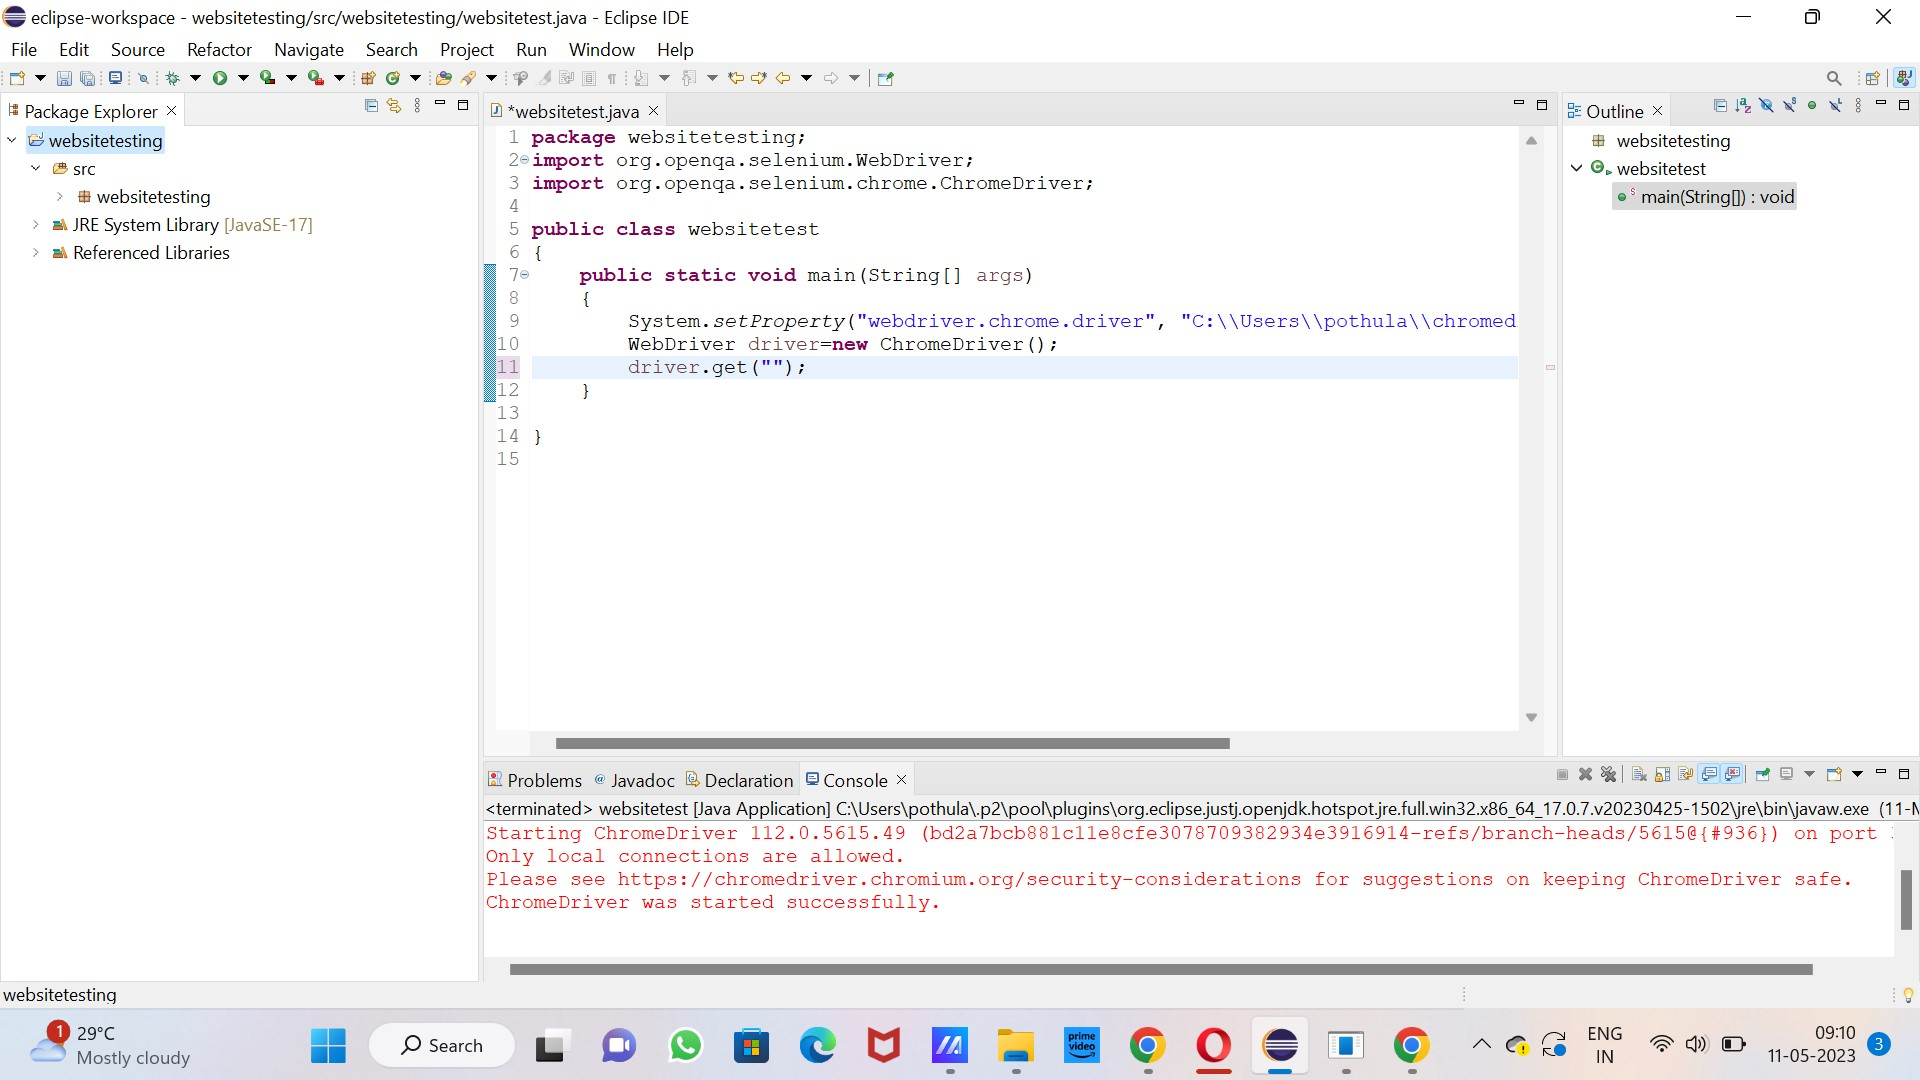 eclipse-workspace - websitetesting/src/websitetesting/websitetest.java - Eclipse IDE
File Edit Source Refactor Navigate Search Project Run Window Help
Package Explorer
websitetesting
src
websitetesting
JRE System Library [JavaSE-17]
Referenced Libraries
*websitetest.java
1 package websitetesting;
2 import org.openqa.selenium.WebDriver;
3 import org.openqa.selenium.chrome.ChromeDriver;
4
5 public class websitetest
6 {
7 public static void main(String[] args)
8 {
9 System.setProperty("webdriver.chrome.driver", "C:\\Users\\pothula\\chromed
10 WebDriver driver=new ChromeDriver();
11 driver.get("");
12 }
13
14 }
15
Outline
websitetesting
websitetest
main(String[]) : void
Problems Javadoc Declaration Console
<terminated> websitetest [Java Application] C:\Users\pothula\.p2\pool\plugins\org.eclipse.justj.openjdk.hotspot.jre.full.win32.x86_64_17.0.7.v20230425-1502\jre\bin\javaw.exe (11-M
Starting ChromeDriver 112.0.5615.49 (bd2a7bcb881c11e8cfe3078709382934e3916914-refs/branch-heads/5615@{#936}) on port
Only local connections are allowed.
Please see https://chromedriver.chromium.org/security-considerations for suggestions on keeping ChromeDriver safe.
ChromeDriver was started successfully.
websitetesting
1
29°C
Mostly cloudy
Search
prime video
ENG
IN
09:10
11-05-2023
3